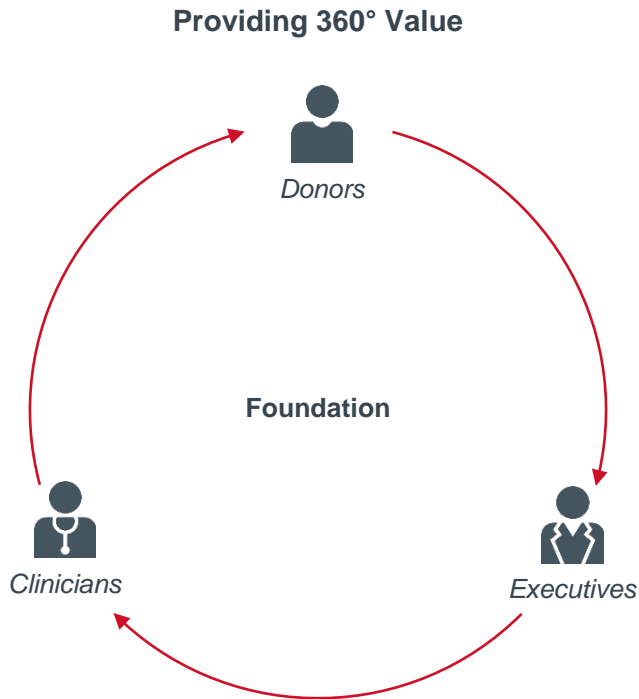 Providing 360° Value
Donors
Foundation
Clinicians
Executives